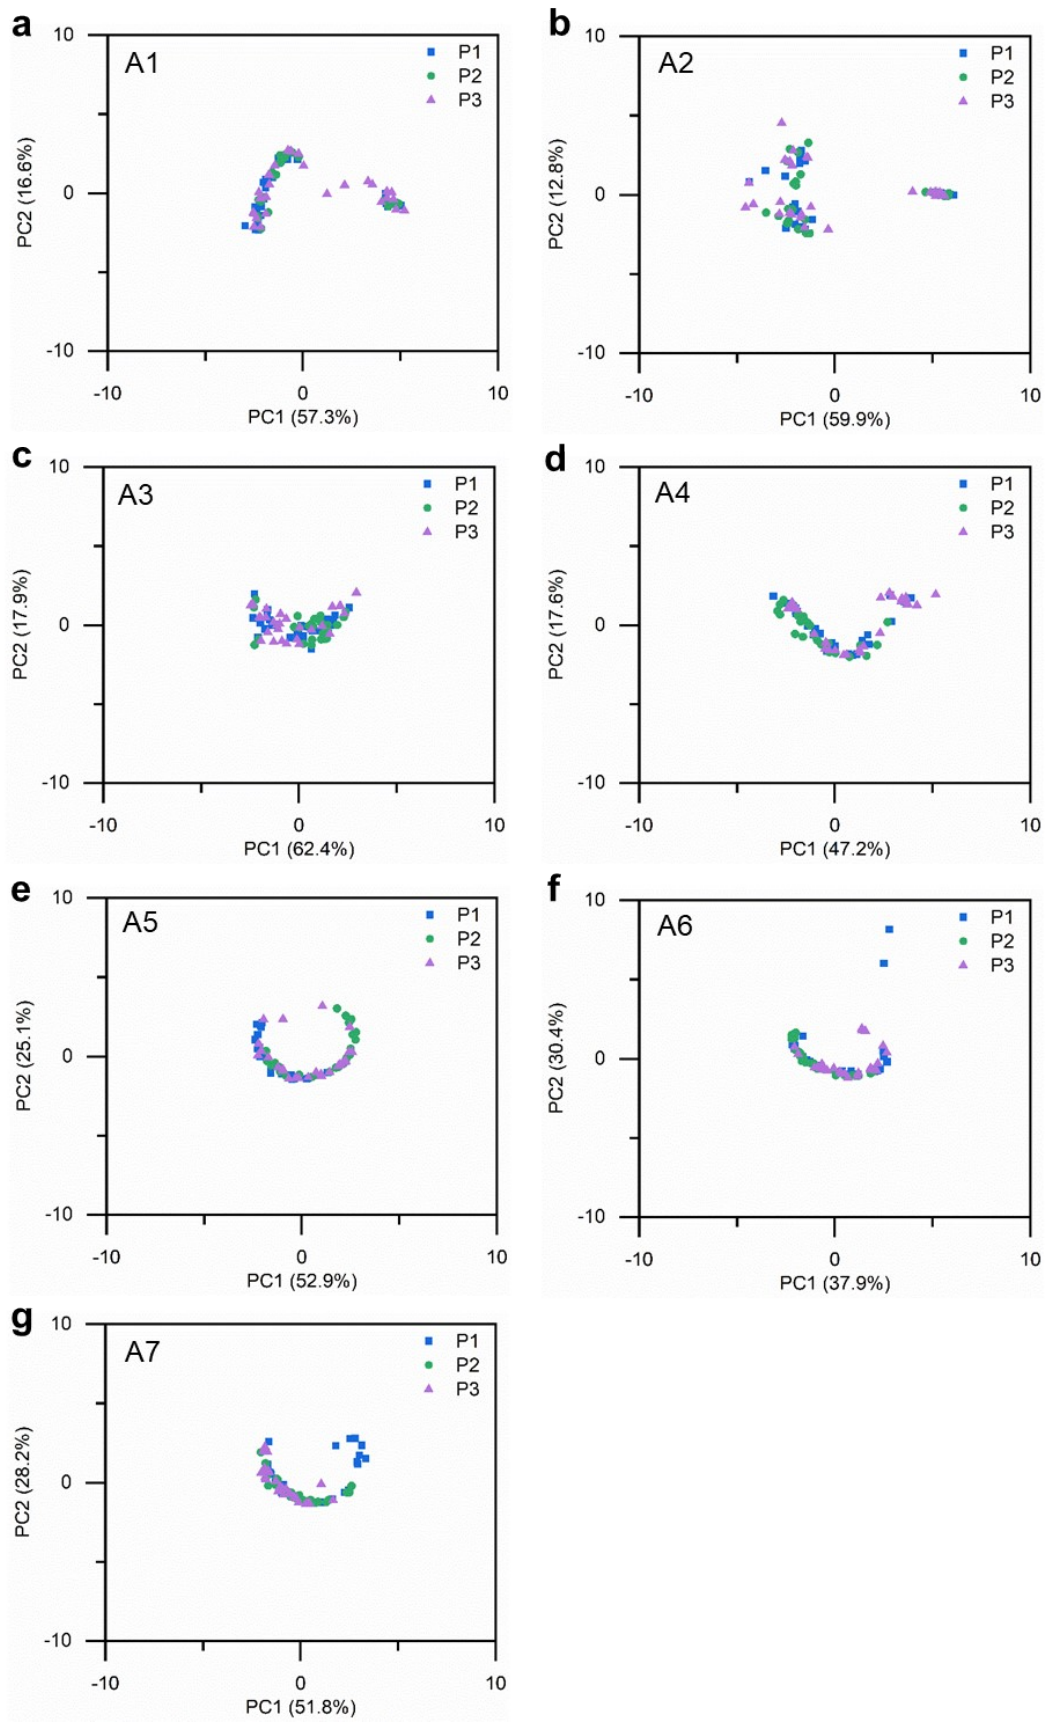 a
A1
P1
P2
P3
10
0
-10
PC2 (16.6%)
-10 0 10
PC1 (57.3%)
b
A2
P1
P2
P3
10
0
-10
PC2 (12.8%)
-10 0 10
PC1 (59.9%)
c
A3
P1
P2
P3
10
0
-10
PC2 (17.9%)
-10 0 10
PC1 (62.4%)
d
A4
P1
P2
P3
10
0
-10
PC2 (17.6%)
-10 0 10
PC1 (47.2%)
e
A5
P1
P2
P3
10
0
-10
PC2 (25.1%)
-10 0 10
PC1 (52.9%)
f
A6
P1
P2
P3
10
0
-10
PC2 (30.4%)
-10 0 10
PC1 (37.9%)
g
A7
P1
P2
P3
10
0
-10
PC2 (28.2%)
-10 0 10
PC1 (51.8%)